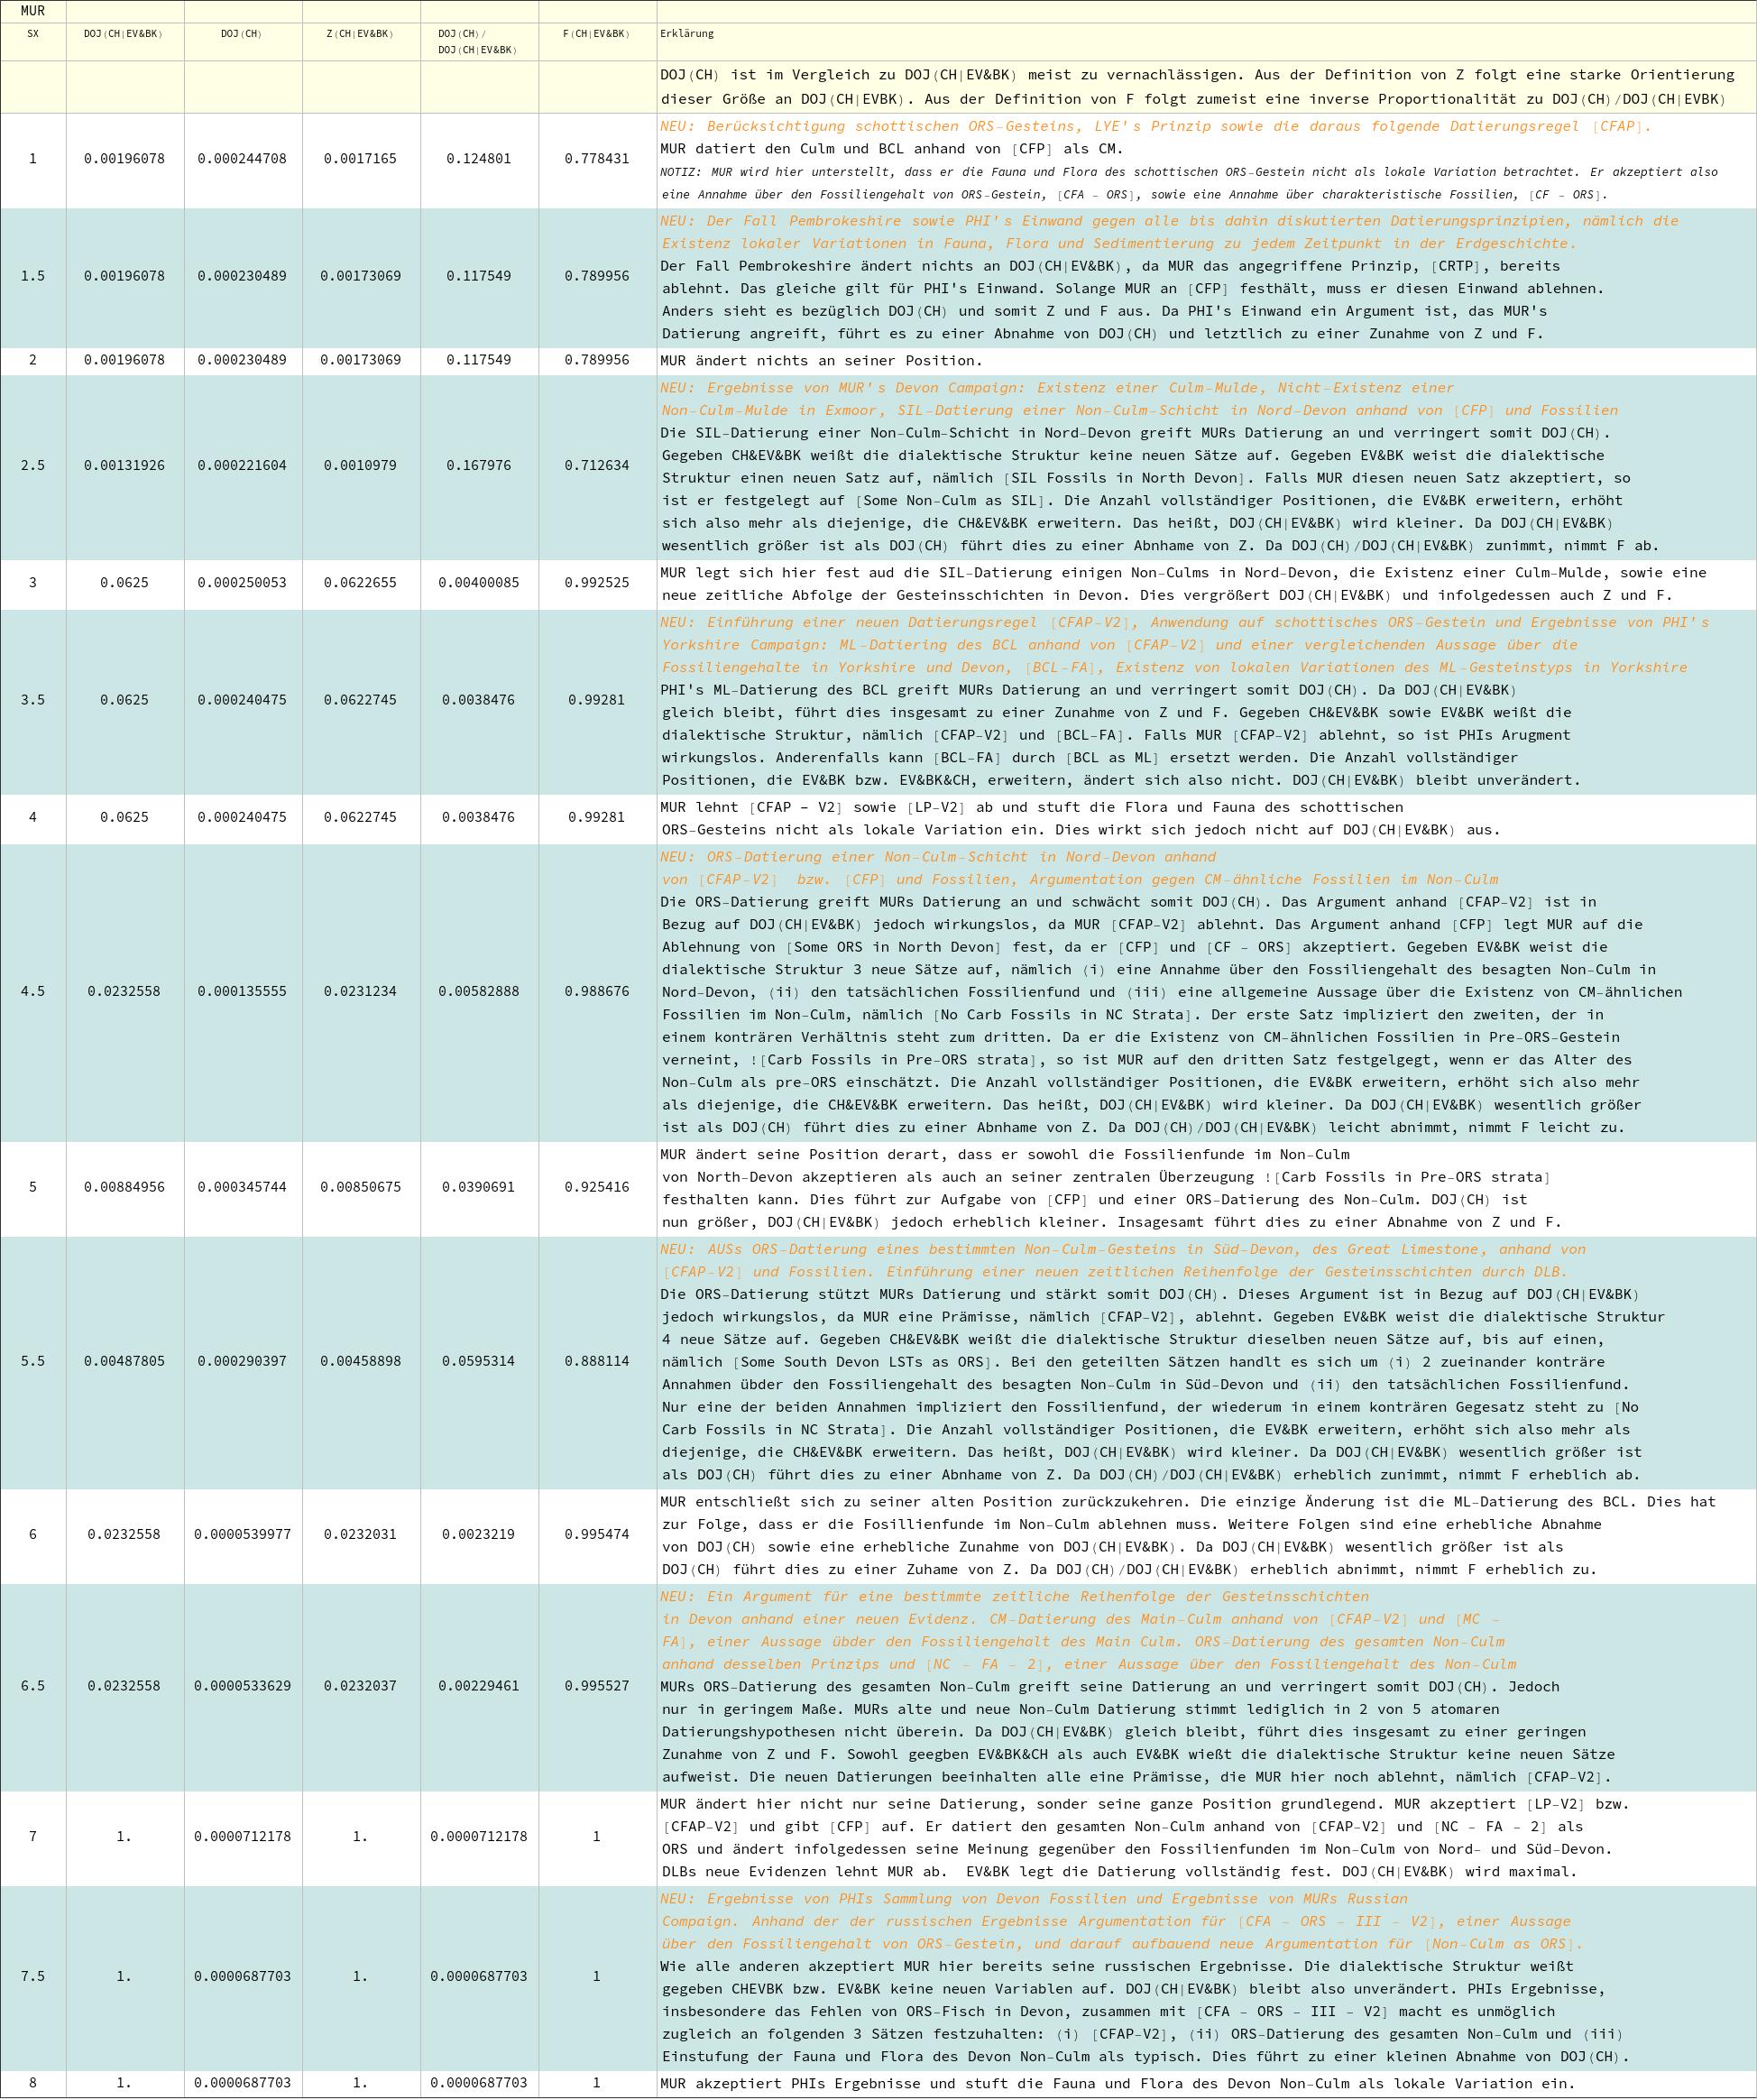 MUR
SX DOJ(CH|EV&BK) DOJ(CH) Z(CH|EV&BK) DOJ(CH)/ F(CH|EV&BK) Erklärung
DOJ(CH|EV&BK)
DOJ(CH) ist im Vergleich zu DOJ(CH|EV&BK) meist zu vernachlässigen. Aus der Definition von Z folgt eine starke Orientierung
dieser Größe an DOJ(CH|EVBK). Aus der Definition von F folgt zumeist eine inverse Proportionalität zu DOJ(CH)/DOJ(CH|EVBK)
NEU: Berücksichtigung schottischen ORS-Gesteins, LYE's Prinzip sowie die daraus folgende Datierungsregel [CFAP].
MUR datiert den Culm und BCL anhand von [CFP] als CM.
1 0.00196078 0.000244708 0.0017165 0.124801 0.778431
NOTIZ: MUR wird hier unterstellt, dass er die Fauna und Flora des schottischen ORS-Gestein nicht als lokale Variation betrachtet. Er akzeptiert also
eine Annahme über den Fossiliengehalt von ORS-Gestein, [CFA - ORS], sowie eine Annahme über charakteristische Fossilien, [CF - ORS].
NEU: Der Fall Pembrokeshire sowie PHI's Einwand gegen alle bis dahin diskutierten Datierungsprinzipien, nämlich die
Existenz lokaler Variationen in Fauna, Flora und Sedimentierung zu jedem Zeitpunkt in der Erdgeschichte.
Der Fall Pembrokeshire ändert nichts an DOJ(CH|EV&BK), da MUR das angegriffene Prinzip, [CRTP], bereits
1.5 0.00196078 0.000230489 0.00173069 0.117549 0.789956
ablehnt. Das gleiche gilt für PHI's Einwand. Solange MUR an [CFP] festhält, muss er diesen Einwand ablehnen.
Anders sieht es bezüglich DOJ(CH) und somit Z und F aus. Da PHI's Einwand ein Argument ist, das MUR's
Datierung angreift, führt es zu einer Abnahme von DOJ(CH) und letztlich zu einer Zunahme von Z und F.
2 0.00196078 0.000230489 0.00173069 0.117549 0.789956 MUR ändert nichts an seiner Position.
NEU: Ergebnisse von MUR's Devon Campaign: Existenz einer Culm-Mulde, Nicht-Existenz einer
Non-Culm-Mulde in Exmoor, SIL-Datierung einer Non-Culm-Schicht in Nord-Devon anhand von [CFP] und Fossilien
Die SIL-Datierung einer Non-Culm-Schicht in Nord-Devon greift MURs Datierung an und verringert somit DOJ(CH).
Gegeben CH&EV&BK weißt die dialektische Struktur keine neuen Sätze auf. Gegeben EV&BK weist die dialektische
2.5 0.00131926 0.000221604 0.0010979 0.167976 0.712634
Struktur einen neuen Satz auf, nämlich [SIL Fossils in North Devon]. Falls MUR diesen neuen Satz akzeptiert, so
ist er festgelegt auf [Some Non-Culm as SIL]. Die Anzahl vollständiger Positionen, die EV&BK erweitern, erhöht
sich also mehr als diejenige, die CH&EV&BK erweitern. Das heißt, DOJ(CH|EV&BK) wird kleiner. Da DOJ(CH|EV&BK)
wesentlich größer ist als DOJ(CH) führt dies zu einer Abnhame von Z. Da DOJ(CH)/DOJ(CH|EV&BK) zunimmt, nimmt F ab.
3 0.0625 0.000250053 0.0622655 0.00400085 0.992525
MUR legt sich hier fest aud die SIL-Datierung einigen Non-Culms in Nord-Devon, die Existenz einer Culm-Mulde, sowie eine
neue zeitliche Abfolge der Gesteinsschichten in Devon. Dies vergrößert DOJ(CH|EV&BK) und infolgedessen auch Z und F.
NEU: Einführung einer neuen Datierungsregel [CFAP-V2], Anwendung auf schottisches ORS-Gestein und Ergebnisse von PHI's
Yorkshire Campaign: ML-Datiering des BCL anhand von [CFAP-V2] und einer vergleichenden Aussage über die
Fossiliengehalte in Yorkshire und Devon, [BCL-FA], Existenz von lokalen Variationen des ML-Gesteinstyps in Yorkshire
PHI's ML-Datierung des BCL greift MURs Datierung an und verringert somit DOJ(CH). Da DOJ(CH|EV&BK)
3.5 0.0625 0.000240475 0.0622745 0.0038476 0.99281
gleich bleibt, führt dies insgesamt zu einer Zunahme von Z und F. Gegeben CH&EV&BK sowie EV&BK weißt die
dialektische Struktur, nämlich [CFAP-V2] und [BCL-FA]. Falls MUR [CFAP-V2] ablehnt, so ist PHIs Arugment
wirkungslos. Anderenfalls kann [BCL-FA] durch [BCL as ML] ersetzt werden. Die Anzahl vollständiger
Positionen, die EV&BK bzw. EV&BK&CH, erweitern, ändert sich also nicht. DOJ(CH|EV&BK) bleibt unverändert.
4 0.0625 0.000240475 0.0622745 0.0038476 0.99281
MUR lehnt [CFAP – V2] sowie [LP-V2] ab und stuft die Flora und Fauna des schottischen
ORS-Gesteins nicht als lokale Variation ein. Dies wirkt sich jedoch nicht auf DOJ(CH|EV&BK) aus.
NEU: ORS-Datierung einer Non-Culm-Schicht in Nord-Devon anhand
von [CFAP-V2] bzw. [CFP] und Fossilien, Argumentation gegen CM-ähnliche Fossilien im Non-Culm
Die ORS-Datierung greift MURs Datierung an und schwächt somit DOJ(CH). Das Argument anhand [CFAP-V2] ist in
Bezug auf DOJ(CH|EV&BK) jedoch wirkungslos, da MUR [CFAP-V2] ablehnt. Das Argument anhand [CFP] legt MUR auf die
Ablehnung von [Some ORS in North Devon] fest, da er [CFP] und [CF - ORS] akzeptiert. Gegeben EV&BK weist die
dialektische Struktur 3 neue Sätze auf, nämlich (i) eine Annahme über den Fossiliengehalt des besagten Non-Culm in
4.5 0.0232558 0.000135555 0.0231234 0.00582888 0.988676
Nord-Devon, (ii) den tatsächlichen Fossilienfund und (iii) eine allgemeine Aussage über die Existenz von CM-ähnlichen
Fossilien im Non-Culm, nämlich [No Carb Fossils in NC Strata]. Der erste Satz impliziert den zweiten, der in
einem konträren Verhältnis steht zum dritten. Da er die Existenz von CM-ähnlichen Fossilien in Pre-ORS-Gestein
verneint, ![Carb Fossils in Pre-ORS strata], so ist MUR auf den dritten Satz festgelgegt, wenn er das Alter des
Non-Culm als pre-ORS einschätzt. Die Anzahl vollständiger Positionen, die EV&BK erweitern, erhöht sich also mehr
als diejenige, die CH&EV&BK erweitern. Das heißt, DOJ(CH|EV&BK) wird kleiner. Da DOJ(CH|EV&BK) wesentlich größer
ist als DOJ(CH) führt dies zu einer Abnhame von Z. Da DOJ(CH)/DOJ(CH|EV&BK) leicht abnimmt, nimmt F leicht zu.
MUR ändert seine Position derart, dass er sowohl die Fossilienfunde im Non-Culm
von North-Devon akzeptieren als auch an seiner zentralen Überzeugung ![Carb Fossils in Pre-ORS strata]
5 0.00884956 0.000345744 0.00850675 0.0390691 0.925416
festhalten kann. Dies führt zur Aufgabe von [CFP] und einer ORS-Datierung des Non-Culm. DOJ(CH) ist
nun größer, DOJ(CH|EV&BK) jedoch erheblich kleiner. Insagesamt führt dies zu einer Abnahme von Z und F.
NEU: AUSs ORS-Datierung eines bestimmten Non-Culm-Gesteins in Süd-Devon, des Great Limestone, anhand von
[CFAP-V2] und Fossilien. Einführung einer neuen zeitlichen Reihenfolge der Gesteinsschichten durch DLB.
Die ORS-Datierung stützt MURs Datierung und stärkt somit DOJ(CH). Dieses Argument ist in Bezug auf DOJ(CH|EV&BK)
jedoch wirkungslos, da MUR eine Prämisse, nämlich [CFAP-V2], ablehnt. Gegeben EV&BK weist die dialektische Struktur
4 neue Sätze auf. Gegeben CH&EV&BK weißt die dialektische Struktur dieselben neuen Sätze auf, bis auf einen,
5.5 0.00487805 0.000290397 0.00458898 0.0595314 0.888114
nämlich [Some South Devon LSTs as ORS]. Bei den geteilten Sätzen handlt es sich um (i) 2 zueinander konträre
Annahmen übder den Fossiliengehalt des besagten Non-Culm in Süd-Devon und (ii) den tatsächlichen Fossilienfund.
Nur eine der beiden Annahmen impliziert den Fossilienfund, der wiederum in einem konträren Gegesatz steht zu [No
Carb Fossils in NC Strata]. Die Anzahl vollständiger Positionen, die EV&BK erweitern, erhöht sich also mehr als
diejenige, die CH&EV&BK erweitern. Das heißt, DOJ(CH|EV&BK) wird kleiner. Da DOJ(CH|EV&BK) wesentlich größer ist
als DOJ(CH) führt dies zu einer Abnhame von Z. Da DOJ(CH)/DOJ(CH|EV&BK) erheblich zunimmt, nimmt F erheblich ab.
MUR entschließt sich zu seiner alten Position zurückzukehren. Die einzige Änderung ist die ML-Datierung des BCL. Dies hat
zur Folge, dass er die Fosillienfunde im Non-Culm ablehnen muss. Weitere Folgen sind eine erhebliche Abnahme
6 0.0232558 0.0000539977 0.0232031 0.0023219 0.995474
von DOJ(CH) sowie eine erhebliche Zunahme von DOJ(CH|EV&BK). Da DOJ(CH|EV&BK) wesentlich größer ist als
DOJ(CH) führt dies zu einer Zuhame von Z. Da DOJ(CH)/DOJ(CH|EV&BK) erheblich abnimmt, nimmt F erheblich zu.
NEU: Ein Argument für eine bestimmte zeitliche Reihenfolge der Gesteinsschichten
in Devon anhand einer neuen Evidenz. CM-Datierung des Main-Culm anhand von [CFAP-V2] und [MC -
FA], einer Aussage übder den Fossiliengehalt des Main Culm. ORS-Datierung des gesamten Non-Culm
anhand desselben Prinzips und [NC - FA - 2], einer Aussage über den Fossiliengehalt des Non-Culm
6.5 0.0232558 0.0000533629 0.0232037 0.00229461 0.995527
MURs ORS-Datierung des gesamten Non-Culm greift seine Datierung an und verringert somit DOJ(CH). Jedoch
nur in geringem Maße. MURs alte und neue Non-Culm Datierung stimmt lediglich in 2 von 5 atomaren
Datierungshypothesen nicht überein. Da DOJ(CH|EV&BK) gleich bleibt, führt dies insgesamt zu einer geringen
Zunahme von Z und F. Sowohl geegben EV&BK&CH als auch EV&BK wießt die dialektische Struktur keine neuen Sätze
aufweist. Die neuen Datierungen beeinhalten alle eine Prämisse, die MUR hier noch ablehnt, nämlich [CFAP-V2].
MUR ändert hier nicht nur seine Datierung, sonder seine ganze Position grundlegend. MUR akzeptiert [LP-V2] bzw.
[CFAP-V2] und gibt [CFP] auf. Er datiert den gesamten Non-Culm anhand von [CFAP-V2] und [NC - FA - 2] als
7 1. 0.0000712178 1. 0.0000712178 1
ORS und ändert infolgedessen seine Meinung gegenüber den Fossilienfunden im Non-Culm von Nord- und Süd-Devon.
DLBs neue Evidenzen lehnt MUR ab. EV&BK legt die Datierung vollständig fest. DOJ(CH|EV&BK) wird maximal.
NEU: Ergebnisse von PHIs Sammlung von Devon Fossilien und Ergebnisse von MURs Russian
Compaign. Anhand der der russischen Ergebnisse Argumentation für [CFA - ORS - III - V2], einer Aussage
über den Fossiliengehalt von ORS-Gestein, und darauf aufbauend neue Argumentation für [Non-Culm as ORS].
Wie alle anderen akzeptiert MUR hier bereits seine russischen Ergebnisse. Die dialektische Struktur weißt
7.5 1. 0.0000687703 1. 0.0000687703 1
gegeben CHEVBK bzw. EV&BK keine neuen Variablen auf. DOJ(CH|EV&BK) bleibt also unverändert. PHIs Ergebnisse,
insbesondere das Fehlen von ORS-Fisch in Devon, zusammen mit [CFA - ORS - III - V2] macht es unmöglich
zugleich an folgenden 3 Sätzen festzuhalten: (i) [CFAP-V2], (ii) ORS-Datierung des gesamten Non-Culm und (iii)
Einstufung der Fauna und Flora des Devon Non-Culm als typisch. Dies führt zu einer kleinen Abnahme von DOJ(CH).
8 1. 0.0000687703 1. 0.0000687703 1 MUR akzeptiert PHIs Ergebnisse und stuft die Fauna und Flora des Devon Non-Culm als lokale Variation ein.